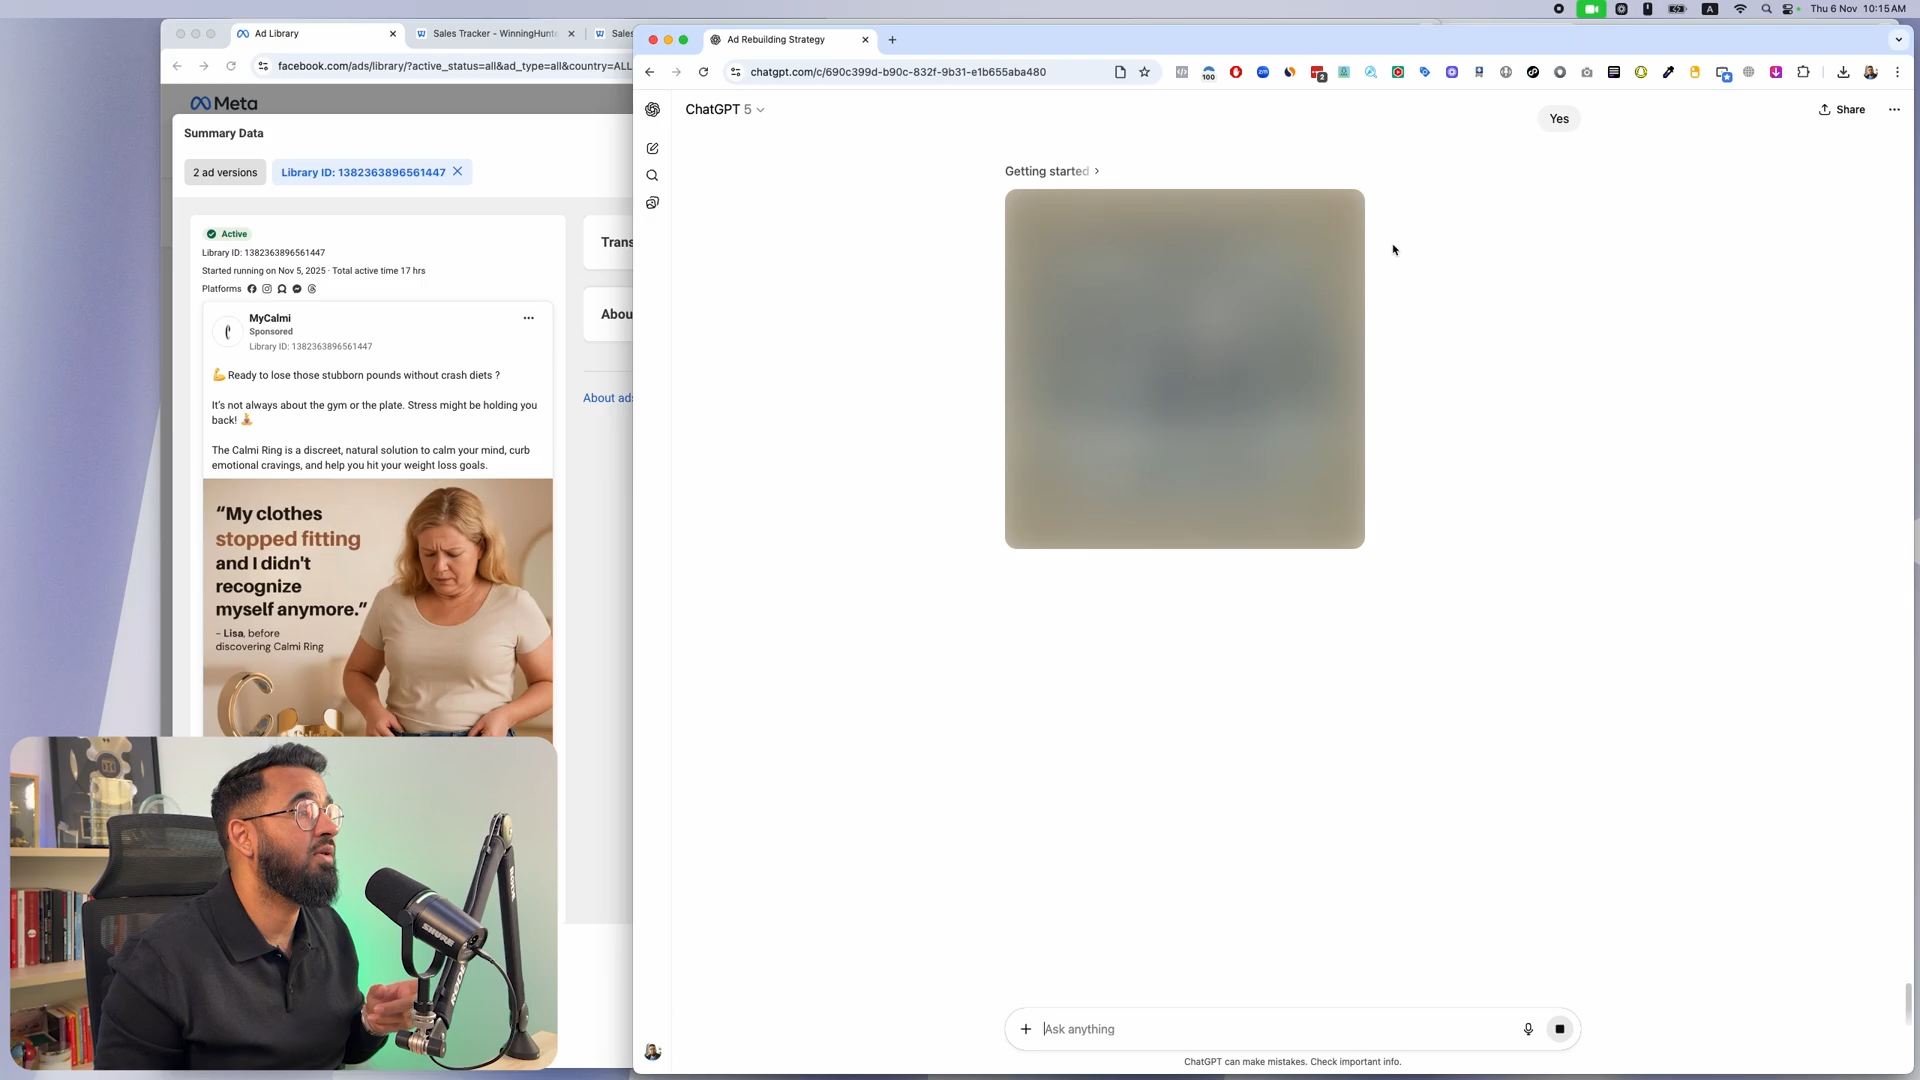 Thu 6 Nov 10:15 AM
Ad Library
Sales Tracker - WinningHunt
Sales
facebook.com/ads/library/?active_status=all&ad_type=all&country=ALL
Meta
Summary Data
2 ad versions
Library ID: 1382363896561447
Active
Library ID: 1382363896561447
Started running on Nov 5, 2025 · Total active time 17 hrs
Platforms
MyCalmi
Sponsored
Library ID: 1382363896561447
💪Ready to lose those stubborn pounds without crash diets ?
It's not always about the gym or the plate. Stress might be holding you
back! 🧘
The Calmi Ring is a discreet, natural solution to calm your mind, curb
emotional cravings, and help you hit your weight loss goals.
“My clothes
stopped fitting
and I didn't
recognize
myself anymore.”
- Lisa, before
discovering Calmi Ring
Trans
Abou
About ads
Ad Rebuilding Strategy
chatgpt.com/c/690c399d-b90c-832f-9b31-e1b655aba480
100
2
ChatGPT 5
Share
Yes
Getting started
Ask anything
ChatGPT can make mistakes. Check important info.
SHURE